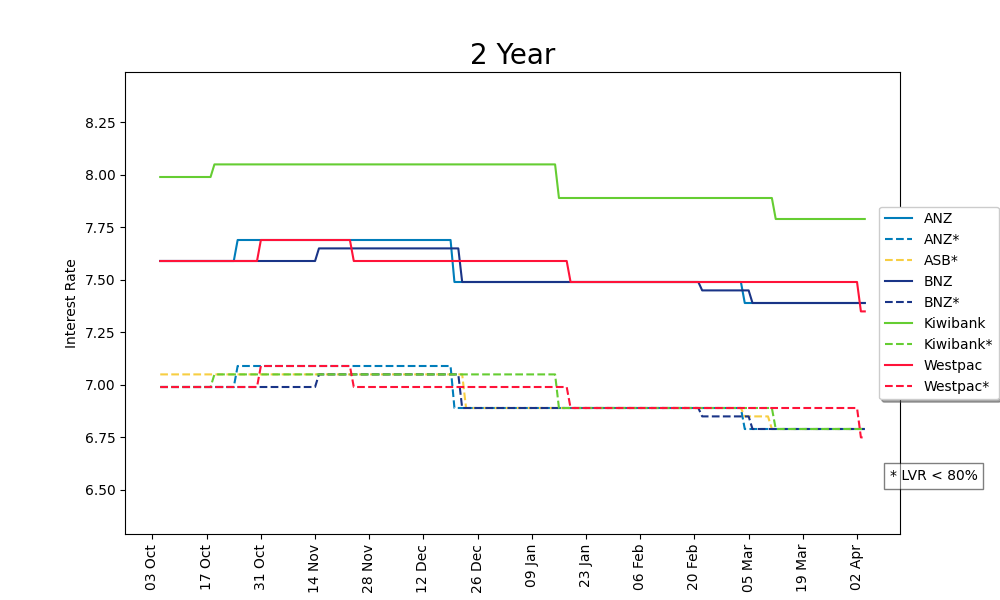 2 Year
Interest Rate
8.25
8.00
7.75
7.50
7.25
7.00
6.75
6.50
03 Oct
17 Oct
31 Oct
14 Nov
28 Nov
12 Dec
26 Dec
09 Jan
23 Jan
06 Feb
20 Feb
05 Mar
19 Mar
02 Apr
ANZ
ANZ*
ASB*
BNZ
BNZ*
Kiwibank
Kiwibank*
Westpac
Westpac*
* LVR < 80%